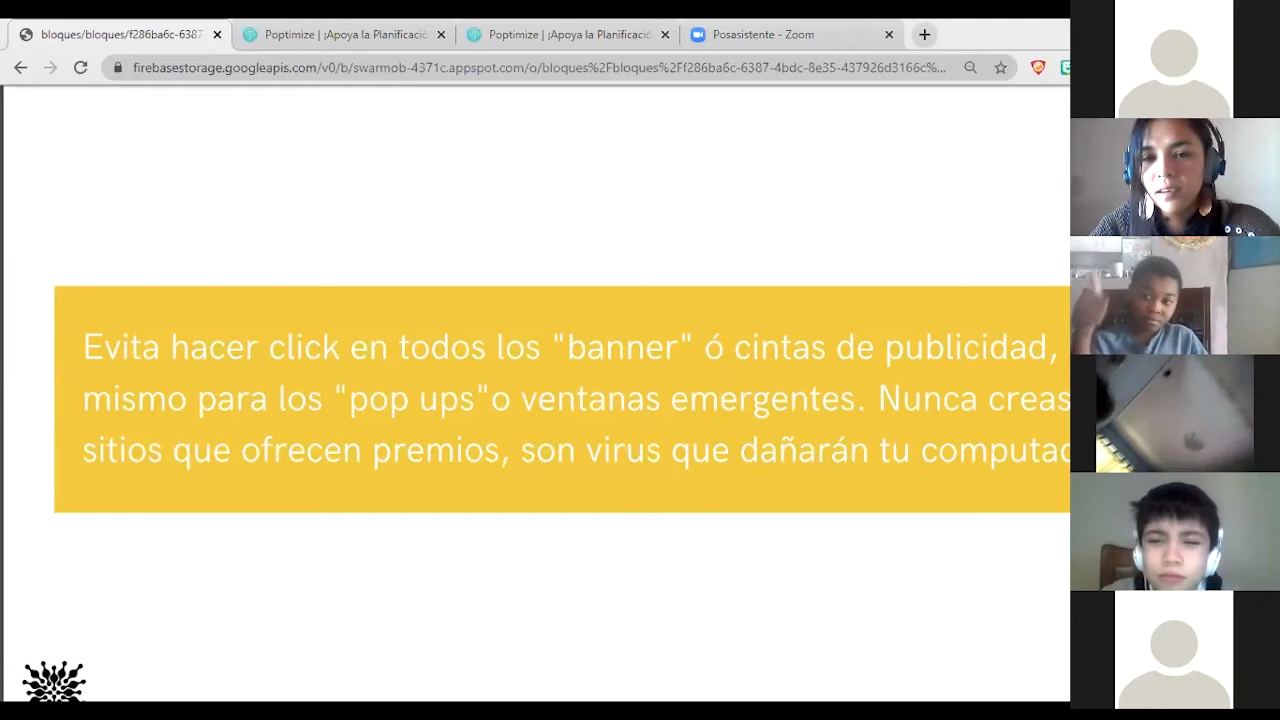 bloques/bloques/f286ba6c-6387
Poptimize | ¡Apoya la Planificació
Poptimize | ¡Apoya la Planificació
Posasistente - Zoom
firebasestorage.googleapis.com/v0/b/swarmob-4371c.appspot.com/o/bloques%2Fbloques%2Ff286ba6c-6387-4bdc-8e35-437926d3166c%...
Evita hacer click en todos los "banner" ó cintas de publicidad,
mismo para los "pop ups"o ventanas emergentes. Nunca creas
sitios que ofrecen premios, son virus que dañarán tu computad